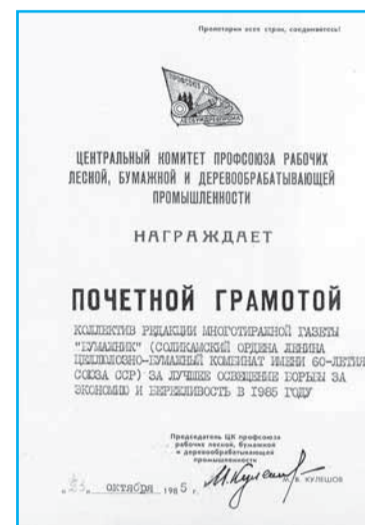 Пролетарии всех стран, соединяйтесь!
ЦЕНТРАЛЬНЫЙ КОМИТЕТ ПРОФСОЮЗА РАБОЧИХ
ЛЕСНОЙ, БУМАЖНОЙ И ДЕРЕВООБРАБАТЫВАЮЩЕЙ
ПРОМЫШЛЕННОСТИ
НАГРАЖДАЕТ
ПОЧЕТНОЙ ГРАМОТОЙ
КОЛЛЕКТИВ РЕДАКЦИИ МНОГОТИРАЖНОЙ ГАЗЕТЫ
"БУМАЖНИК" (СОЛИКАМСКИЙ ОРДЕНА ЛЕНИНА
ЦЕЛЛЮЛОЗНО-БУМАЖНЫЙ КОМБИНАТ ИМЕНИ 60-ЛЕТИЯ
СОЮЗА ССР) ЗА ЛУЧШЕЕ ОСВЕЩЕНИЕ БОРЬБЫ ЗА
ЭКОНОМИЮ И БЕРЕЖЛИВОСТЬ В 1985 ГОДУ
Председатель ЦК профсоюза
рабочих лесной, бумажной
и деревообрабатывающей
промышленности
М. В. КУЛЕШОВ
октября 1985 г.